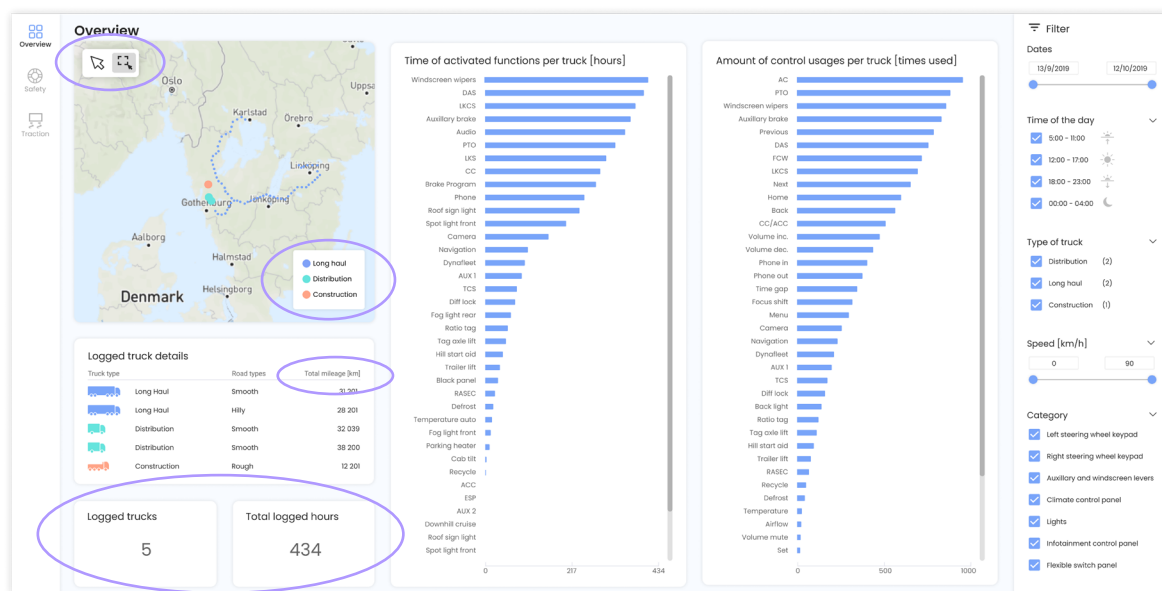 Overview
Overview
Safety
Traction
Oslo
Uppsa
Karlstad
Örebro
Linköping
Gothenburg
Jonköping
Aalborg
Halmstad
Helsingborg
Denmark
Long haul
Distribution
Construction
Logged truck details
Truck type Road types Total mileage [km]
Long Haul Smooth 31 201
Long Haul Hilly 28 201
Distribution Smooth 32 039
Distribution Smooth 38 200
Construction Rough 12 201
Logged trucks
5
Total logged hours
434
Time of activated functions per truck [hours]
Windscreen wipers
DAS
LKCS
Auxillary brake
Audio
PTO
LKS
CC
Brake Program
Phone
Roof sign light
Spot light front
Camera
Navigation
Dynafleet
AUX 1
TCS
Diff lock
Fog light rear
Ratio tag
Tag axle lift
Hill start aid
Trailer lift
Black panel
RASEC
Defrost
Temperature auto
Fog light front
Parking heater
Cab tilt
Recycle
ACC
ESP
AUX 2
Downhill cruise
Roof sign light
Spot light front
0 217 434
Amount of control usages per truck [times used]
AC
PTO
Windscreen wipers
Auxillary brake
Previous
DAS
FCW
LKCS
Next
Home
Back
CC/ACC
Volume inc.
Volume dec.
Phone in
Phone out
Time gap
Focus shift
Menu
Camera
Navigation
Dynafleet
AUX 1
TCS
Diff lock
Back light
Ratio tag
Tag axle lift
Hill start aid
Trailer lift
RASEC
Recycle
Defrost
Temperature
Airflow
Volume mute
Set
0 500 1000
Filter
Dates
13/9/2019 12/10/2019
Time of the day
5:00 - 11:00
12:00 - 17:00
18:00 - 23:00
00:00 - 04:00
Type of truck
Distribution (2)
Long haul (2)
Construction (1)
Speed [km/h]
0 90
Category
Left steering wheel keypad
Right steering wheel keypad
Auxillary and windscreen levers
Climate control panel
Lights
Infotainment control panel
Flexible switch panel